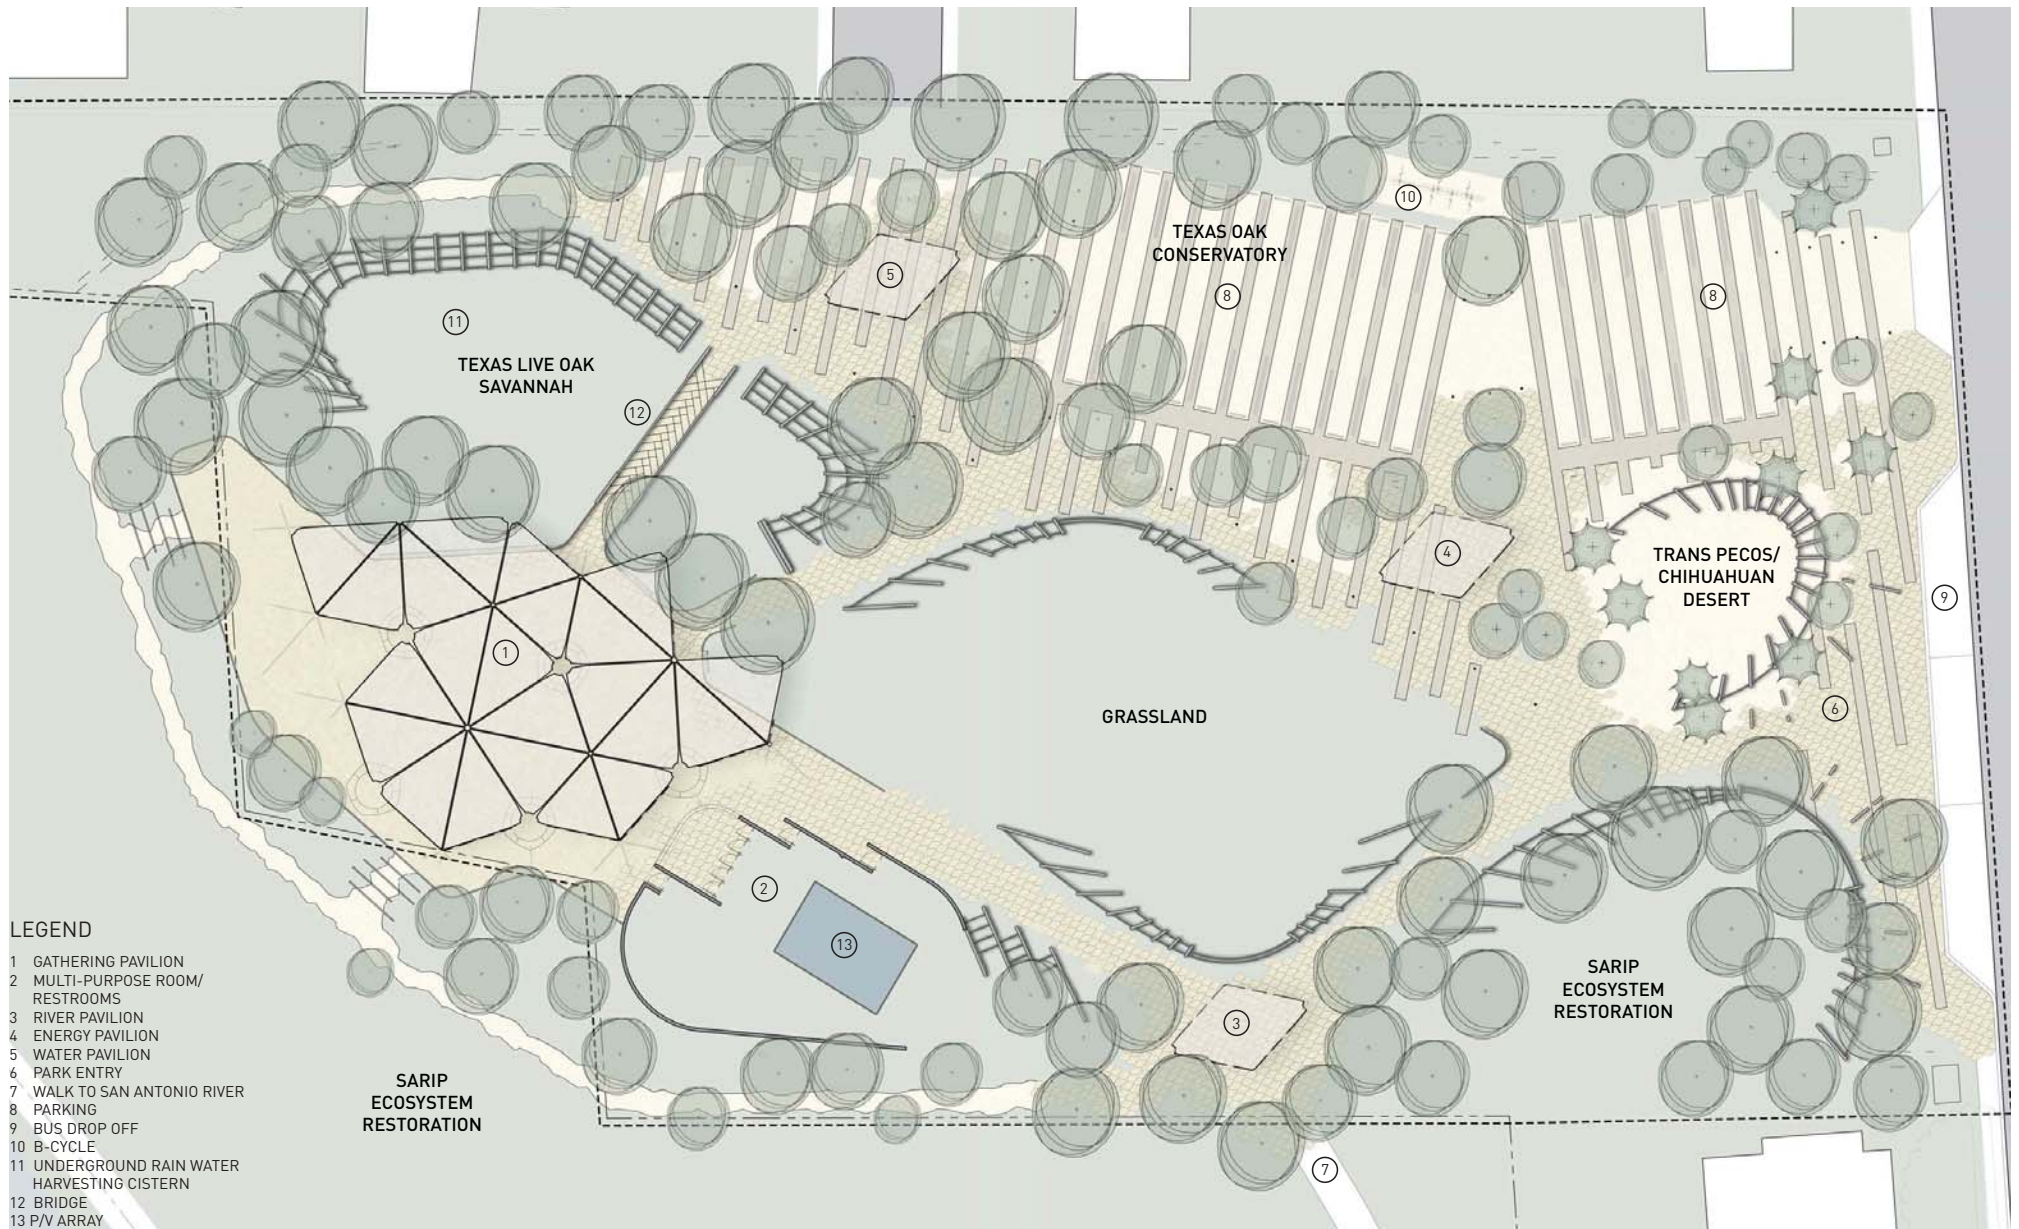 10
TEXAS OAK
CONSERVATORY
5
8
8
11
TEXAS LIVE OAK
SAVANNAH
12
4
TRANS PECOS/
CHIHUAHUAN
DESERT
9
1
6
GRASSLAND
2
13
3
SARIP
ECOSYSTEM
RESTORATION
7
SARIP
ECOSYSTEM
RESTORATION
LEGEND
1 GATHERING PAVILION
2 MULTI-PURPOSE ROOM/
RESTROOMS
3 RIVER PAVILION
4 ENERGY PAVILION
5 WATER PAVILION
6 PARK ENTRY
7 WALK TO SAN ANTONIO RIVER
8 PARKING
9 BUS DROP OFF
10 B-CYCLE
11 UNDERGROUND RAIN WATER
HARVESTING CISTERN
12 BRIDGE
13 P/V ARRAY